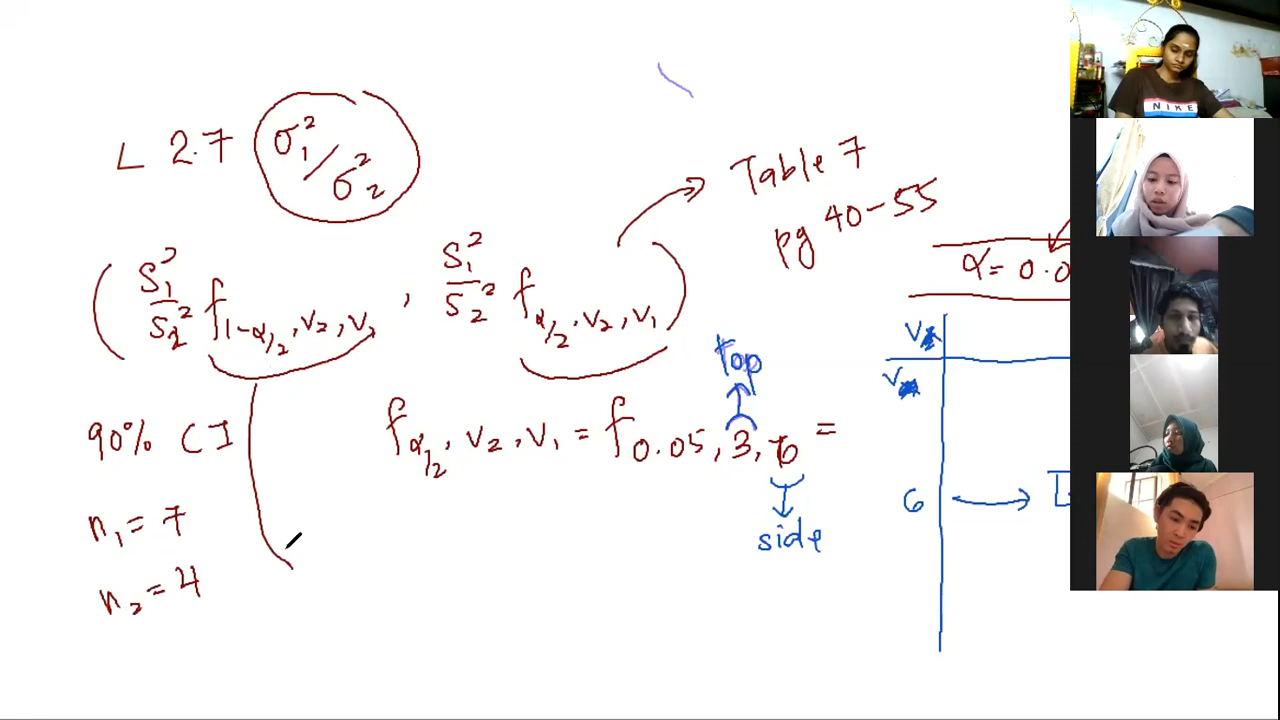 L 2.7 σ₁²/σ₂²
Table 7
pg 40-55
( S₁²/S₂² f₁₋α/₂, v₂, v₁ , S₁²/S₂² fα/₂, v₂, v₁ )
α = 0.0
top
v
v
90% CI
fα/₂, v₂, v₁ = f₀.₀₅, ₃, ₆ =
6
n₁ = 7
side
n₂ = 4
NIKE